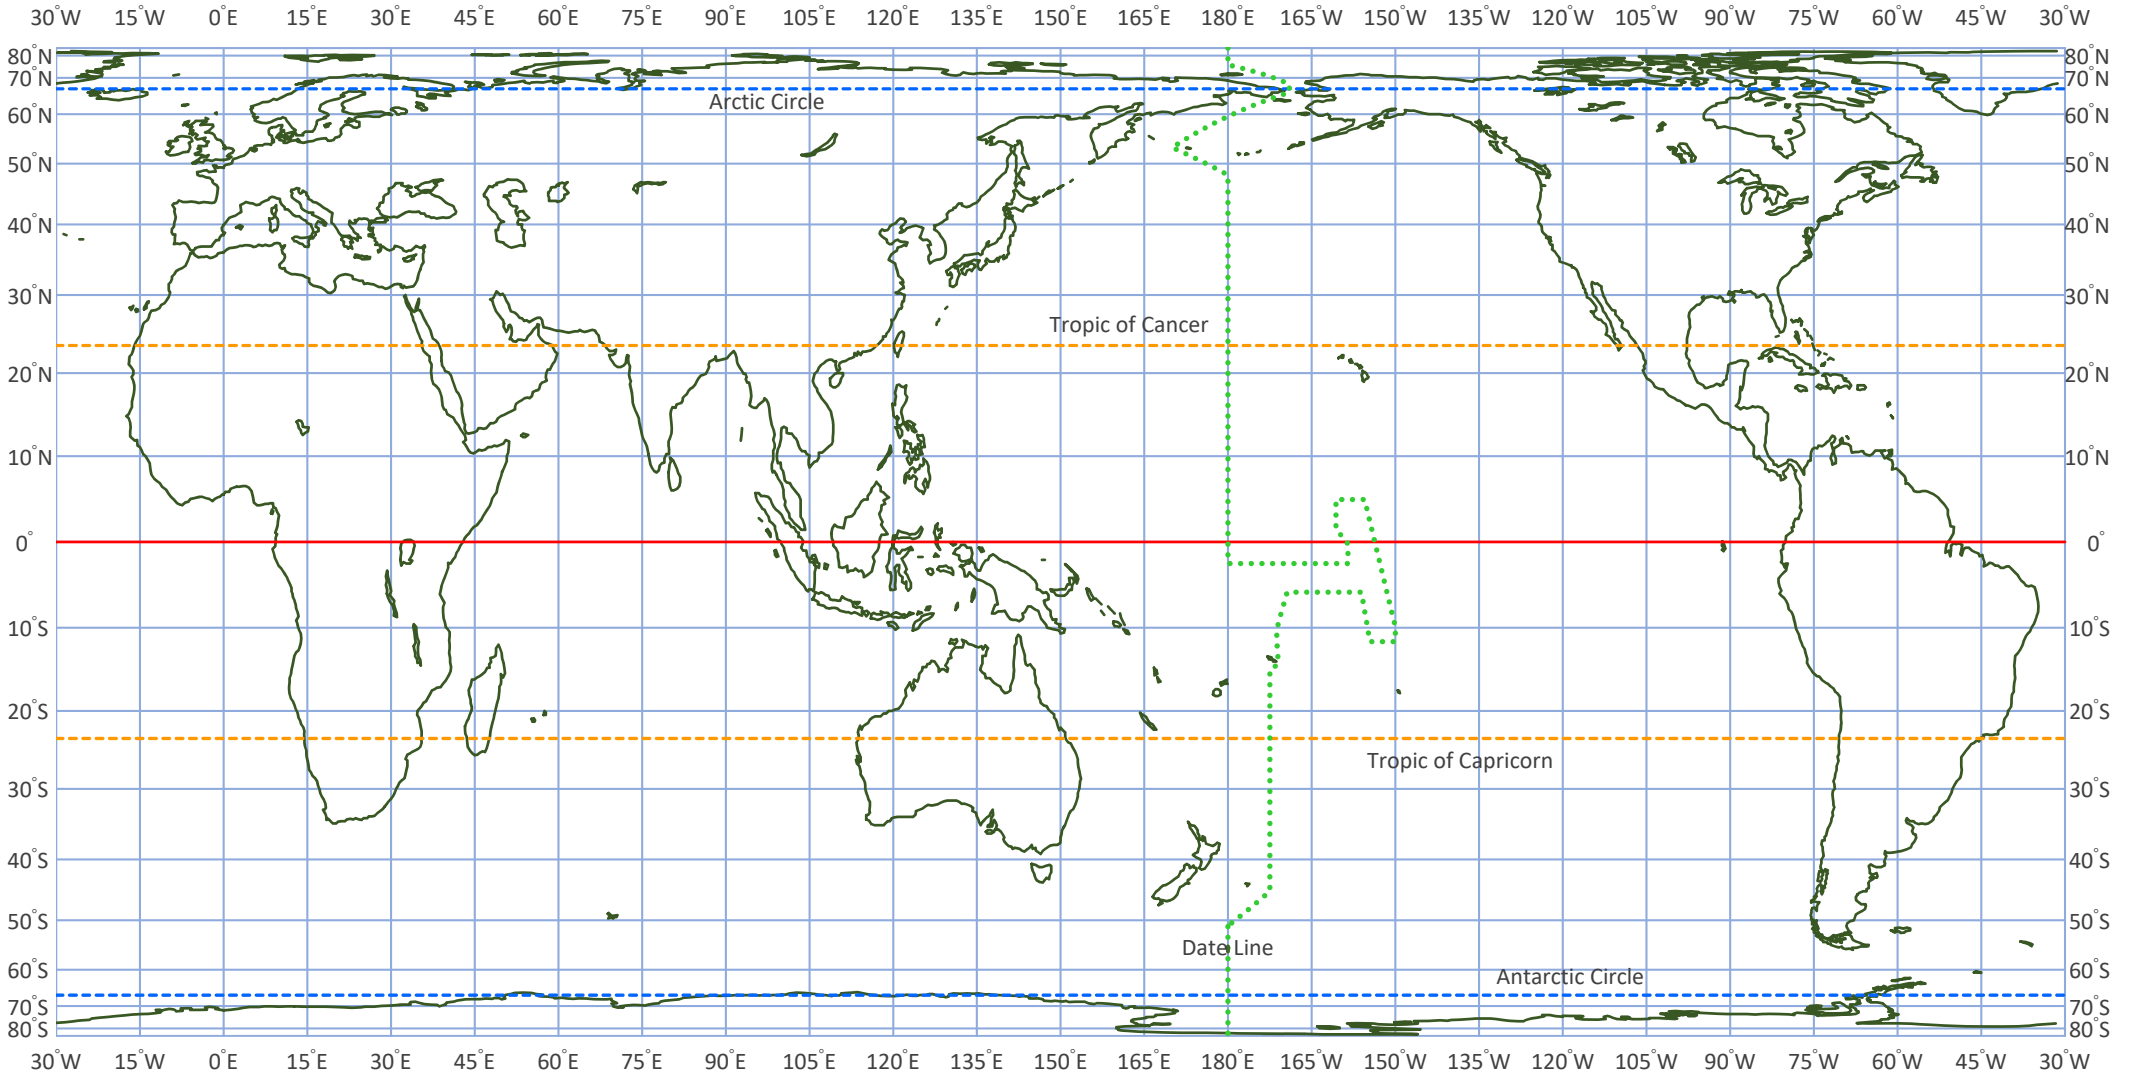 30°W 15°W 0°E 15°E 30°E 45°E 60°E 75°E 90°E 105°E 120°E 135°E 150°E 165°E 180°E 165°W 150°W 135°W 120°W 105°W 90°W 75°W 60°W 45°W 30°W
80°N 80°N
70°N 70°N
Arctic Circle
60°N 60°N
50°N 50°N
40°N 40°N
30°N 30°N
Tropic of Cancer
20°N 20°N
10°N 10°N
0° 0°
10°S 10°S
20°S 20°S
Tropic of Capricorn
30°S 30°S
40°S 40°S
50°S 50°S
Date Line
60°S 60°S
Antarctic Circle
70°S 70°S
80°S 80°S
30°W 15°W 0°E 15°E 30°E 45°E 60°E 75°E 90°E 105°E 120°E 135°E 150°E 165°E 180°E 165°W 150°W 135°W 120°W 105°W 90°W 75°W 60°W 45°W 30°W